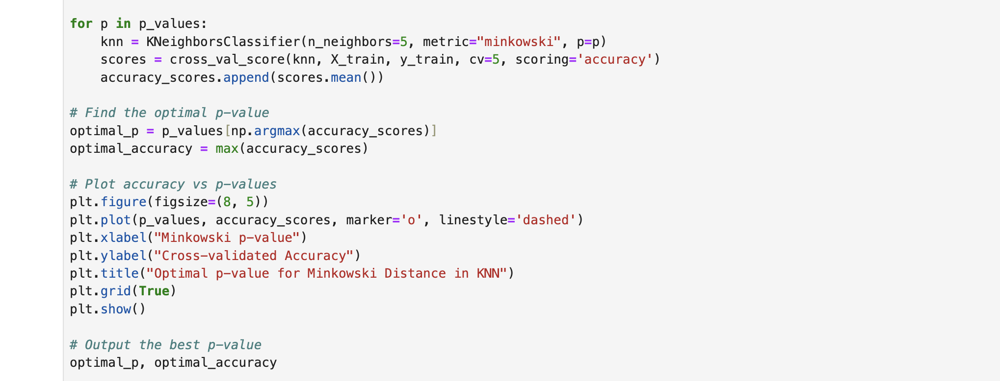 for p in p_values:
    knn = KNeighborsClassifier(n_neighbors=5, metric="minkowski", p=p)
    scores = cross_val_score(knn, X_train, y_train, cv=5, scoring='accuracy')
    accuracy_scores.append(scores.mean())

# Find the optimal p-value
optimal_p = p_values[np.argmax(accuracy_scores)]
optimal_accuracy = max(accuracy_scores)

# Plot accuracy vs p-values
plt.figure(figsize=(8, 5))
plt.plot(p_values, accuracy_scores, marker='o', linestyle='dashed')
plt.xlabel("Minkowski p-value")
plt.ylabel("Cross-validated Accuracy")
plt.title("Optimal p-value for Minkowski Distance in KNN")
plt.grid(True)
plt.show()

# Output the best p-value
optimal_p, optimal_accuracy